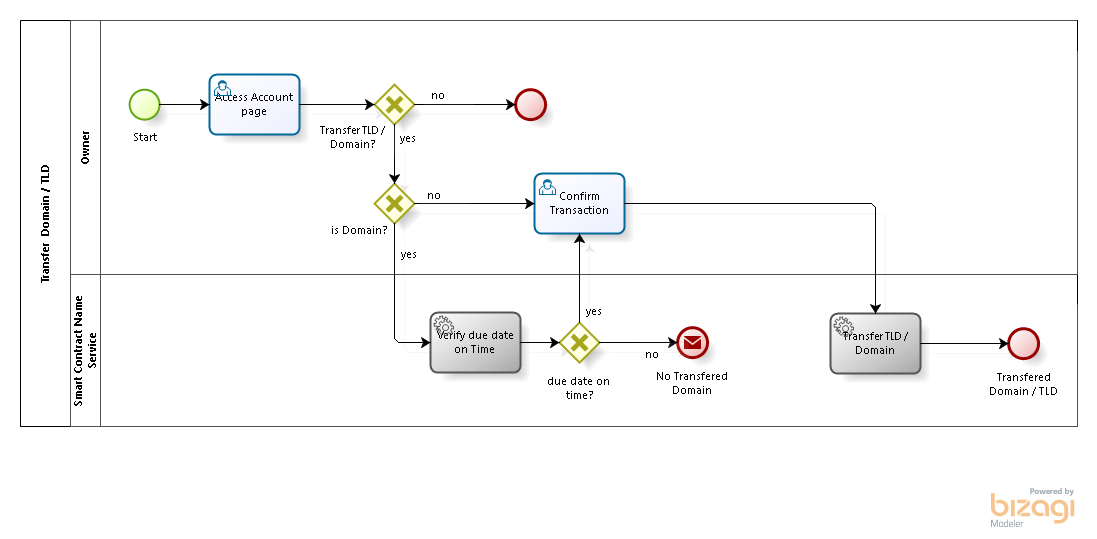 Transfer Domain / TLD
Owner
Start
Access Account
page
Transfer TLD /
Domain?
no
yes
is Domain?
no
yes
Confirm
Transaction
Smart Contract Name
Service
Verify due date
on Time
due date on
time?
yes
no
No Transfered
Domain
Transfer TLD /
Domain
Transfered
Domain / TLD
Powered by
bizagi
Modeler